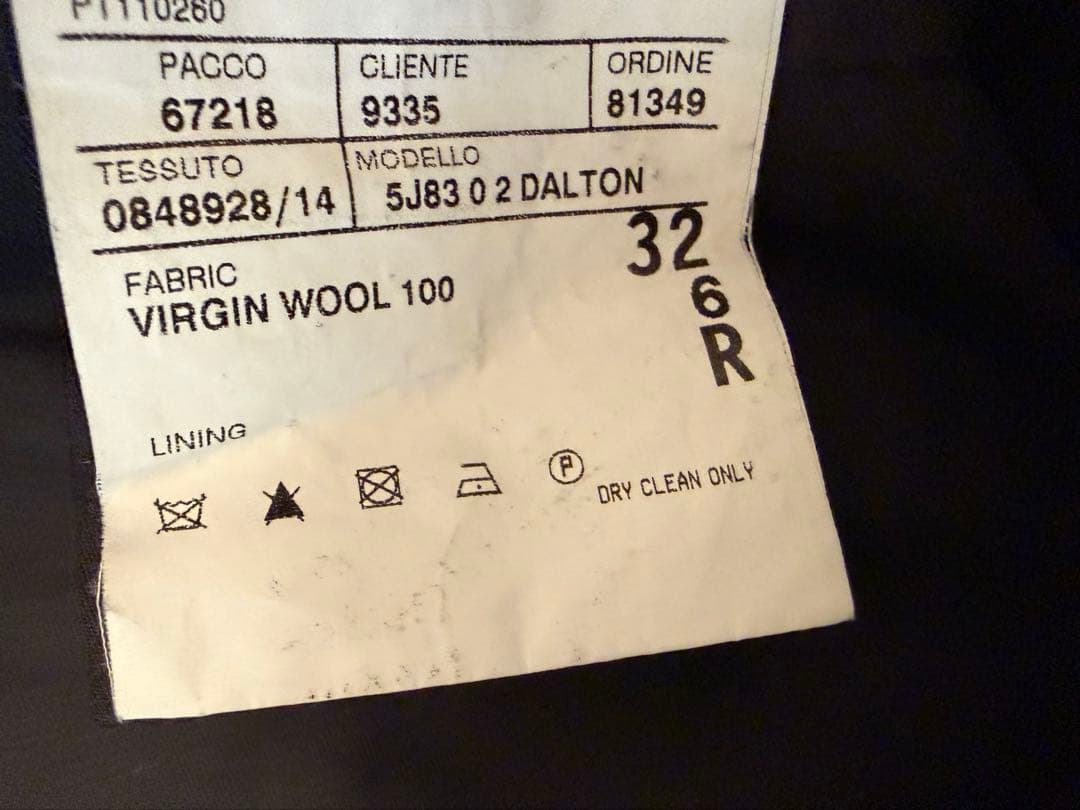 PT110260
PACCO CLIENTE ORDINE
67218 9335 81349
TESSUTO MODELLO
0848928/14 5J83 0 2 DALTON
32
6
R
FABRIC
VIRGIN WOOL 100
LINING
P
DRY CLEAN ONLY